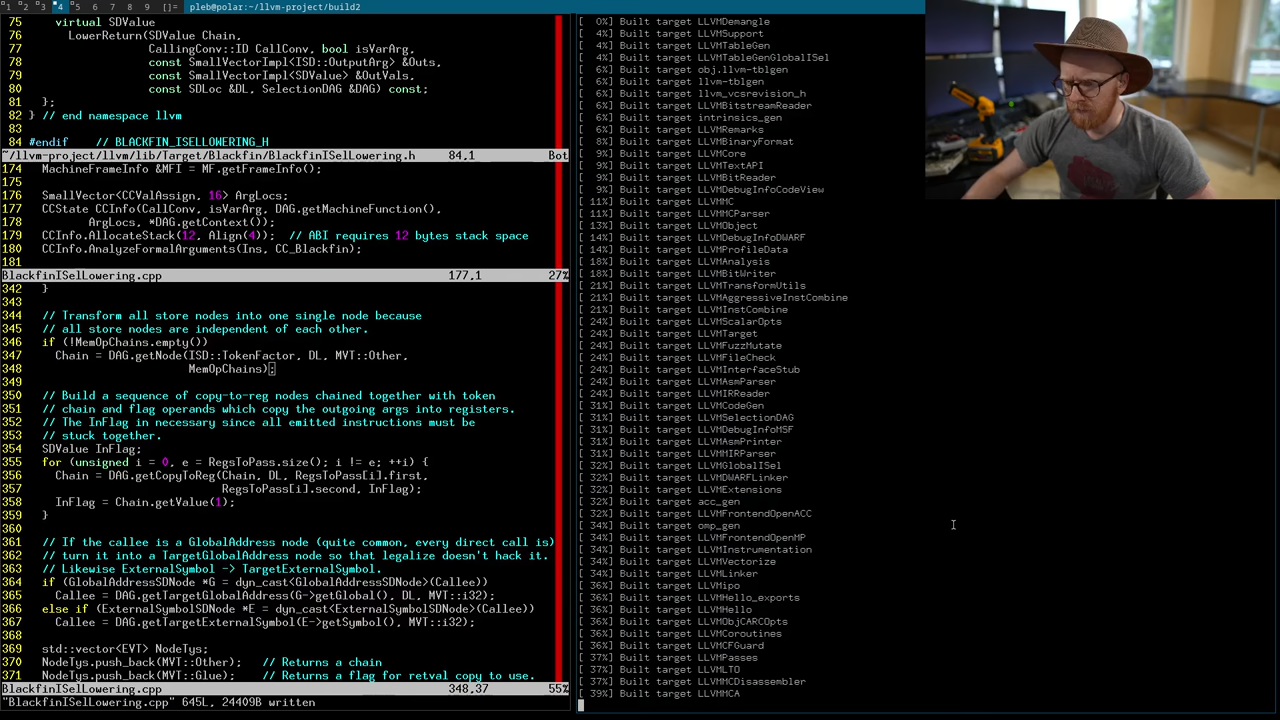 1 2 3 4 5 6 7 8 9 []= pleb@polar:~/llvm-project/build2
75 virtual SDValue
76 LowerReturn(SDValue Chain,
77 CallingConv::ID CallConv, bool isVarArg,
78 const SmallVectorImpl<ISD::OutputArg> &Outs,
79 const SmallVectorImpl<SDValue> &OutVals,
80 const SDLoc &DL, SelectionDAG &DAG) const;
81 };
82 } // end namespace llvm
83
84 #endif // BLACKFIN_ISELLOWERING_H
~/llvm-project/llvm/lib/Target/Blackfin/BlackfinISelLowering.h 84,1 Bot
174 MachineFrameInfo &MFI = MF.getFrameInfo();
175
176 SmallVector<CCValAssign, 16> ArgLocs;
177 CCState CCInfo(CallConv, isVarArg, DAG.getMachineFunction(),
178 ArgLocs, *DAG.getContext());
179 CCInfo.AllocateStack(12, Align(4)); // ABI requires 12 bytes stack space
180 CCInfo.AnalyzeFormalArguments(Ins, CC_Blackfin);
181
BlackfinISelLowering.cpp 177,1 27%
342 }
343
344 // Transform all store nodes into one single node because
345 // all store nodes are independent of each other.
346 if (!MemOpChains.empty())
347 Chain = DAG.getNode(ISD::TokenFactor, DL, MVT::Other,
348 MemOpChains);
349
350 // Build a sequence of copy-to-reg nodes chained together with token
351 // chain and flag operands which copy the outgoing args into registers.
352 // The InFlag in necessary since all emitted instructions must be
353 // stuck together.
354 SDValue InFlag;
355 for (unsigned i = 0, e = RegsToPass.size(); i != e; ++i) {
356 Chain = DAG.getCopyToReg(Chain, DL, RegsToPass[i].first,
357 RegsToPass[i].second, InFlag);
358 InFlag = Chain.getValue(1);
359 }
360
361 // If the callee is a GlobalAddress node (quite common, every direct call is)
362 // turn it into a TargetGlobalAddress node so that legalize doesn't hack it.
363 // Likewise ExternalSymbol -> TargetExternalSymbol.
364 if (GlobalAddressSDNode *G = dyn_cast<GlobalAddressSDNode>(Callee))
365 Callee = DAG.getTargetGlobalAddress(G->getGlobal(), DL, MVT::i32);
366 else if (ExternalSymbolSDNode *E = dyn_cast<ExternalSymbolSDNode>(Callee))
367 Callee = DAG.getTargetExternalSymbol(E->getSymbol(), MVT::i32);
368
369 std::vector<EVT> NodeTys;
370 NodeTys.push_back(MVT::Other); // Returns a chain
371 NodeTys.push_back(MVT::Glue); // Returns a flag for retval copy to use.
BlackfinISelLowering.cpp 348,37 55%
"BlackfinISelLowering.cpp" 645L, 24409B written
[ 0%] Built target LLVMDemangle
[ 4%] Built target LLVMSupport
[ 4%] Built target LLVMTableGen
[ 4%] Built target LLVMTableGenGlobalISel
[ 6%] Built target obj.llvm-tblgen
[ 6%] Built target llvm-tblgen
[ 6%] Built target llvm_vcsrevision_h
[ 6%] Built target LLVMBitstreamReader
[ 6%] Built target intrinsics_gen
[ 6%] Built target LLVMRemarks
[ 8%] Built target LLVMBinaryFormat
[ 9%] Built target LLVMCore
[ 9%] Built target LLVMTextAPI
[ 9%] Built target LLVMBitReader
[ 9%] Built target LLVMDebugInfoCodeView
[ 11%] Built target LLVMMC
[ 11%] Built target LLVMMCParser
[ 13%] Built target LLVMObject
[ 14%] Built target LLVMDebugInfoDWARF
[ 14%] Built target LLVMProfileData
[ 18%] Built target LLVMAnalysis
[ 18%] Built target LLVMBitWriter
[ 21%] Built target LLVMTransformUtils
[ 21%] Built target LLVMAggressiveInstCombine
[ 21%] Built target LLVMInstCombine
[ 24%] Built target LLVMScalarOpts
[ 24%] Built target LLVMTarget
[ 24%] Built target LLVMFuzzMutate
[ 24%] Built target LLVMFileCheck
[ 24%] Built target LLVMInterfaceStub
[ 24%] Built target LLVMAsmParser
[ 24%] Built target LLVMIRReader
[ 31%] Built target LLVMCodeGen
[ 31%] Built target LLVMSelectionDAG
[ 31%] Built target LLVMDebugInfoMSF
[ 31%] Built target LLVMAsmPrinter
[ 31%] Built target LLVMMIRParser
[ 32%] Built target LLVMGlobalISel
[ 32%] Built target LLVMDWARFLinker
[ 32%] Built target LLVMExtensions
[ 32%] Built target acc_gen
[ 32%] Built target LLVMFrontendOpenACC
[ 34%] Built target omp_gen
[ 34%] Built target LLVMFrontendOpenMP
[ 34%] Built target LLVMInstrumentation
[ 34%] Built target LLVMVectorize
[ 34%] Built target LLVMLinker
[ 36%] Built target LLVMipo
[ 36%] Built target LLVMHello_exports
[ 36%] Built target LLVMHello
[ 36%] Built target LLVMObjCARCOpts
[ 36%] Built target LLVMCoroutines
[ 36%] Built target LLVMCFGuard
[ 37%] Built target LLVMPasses
[ 37%] Built target LLVMLTO
[ 37%] Built target LLVMMCDisassembler
[ 39%] Built target LLVMMCA